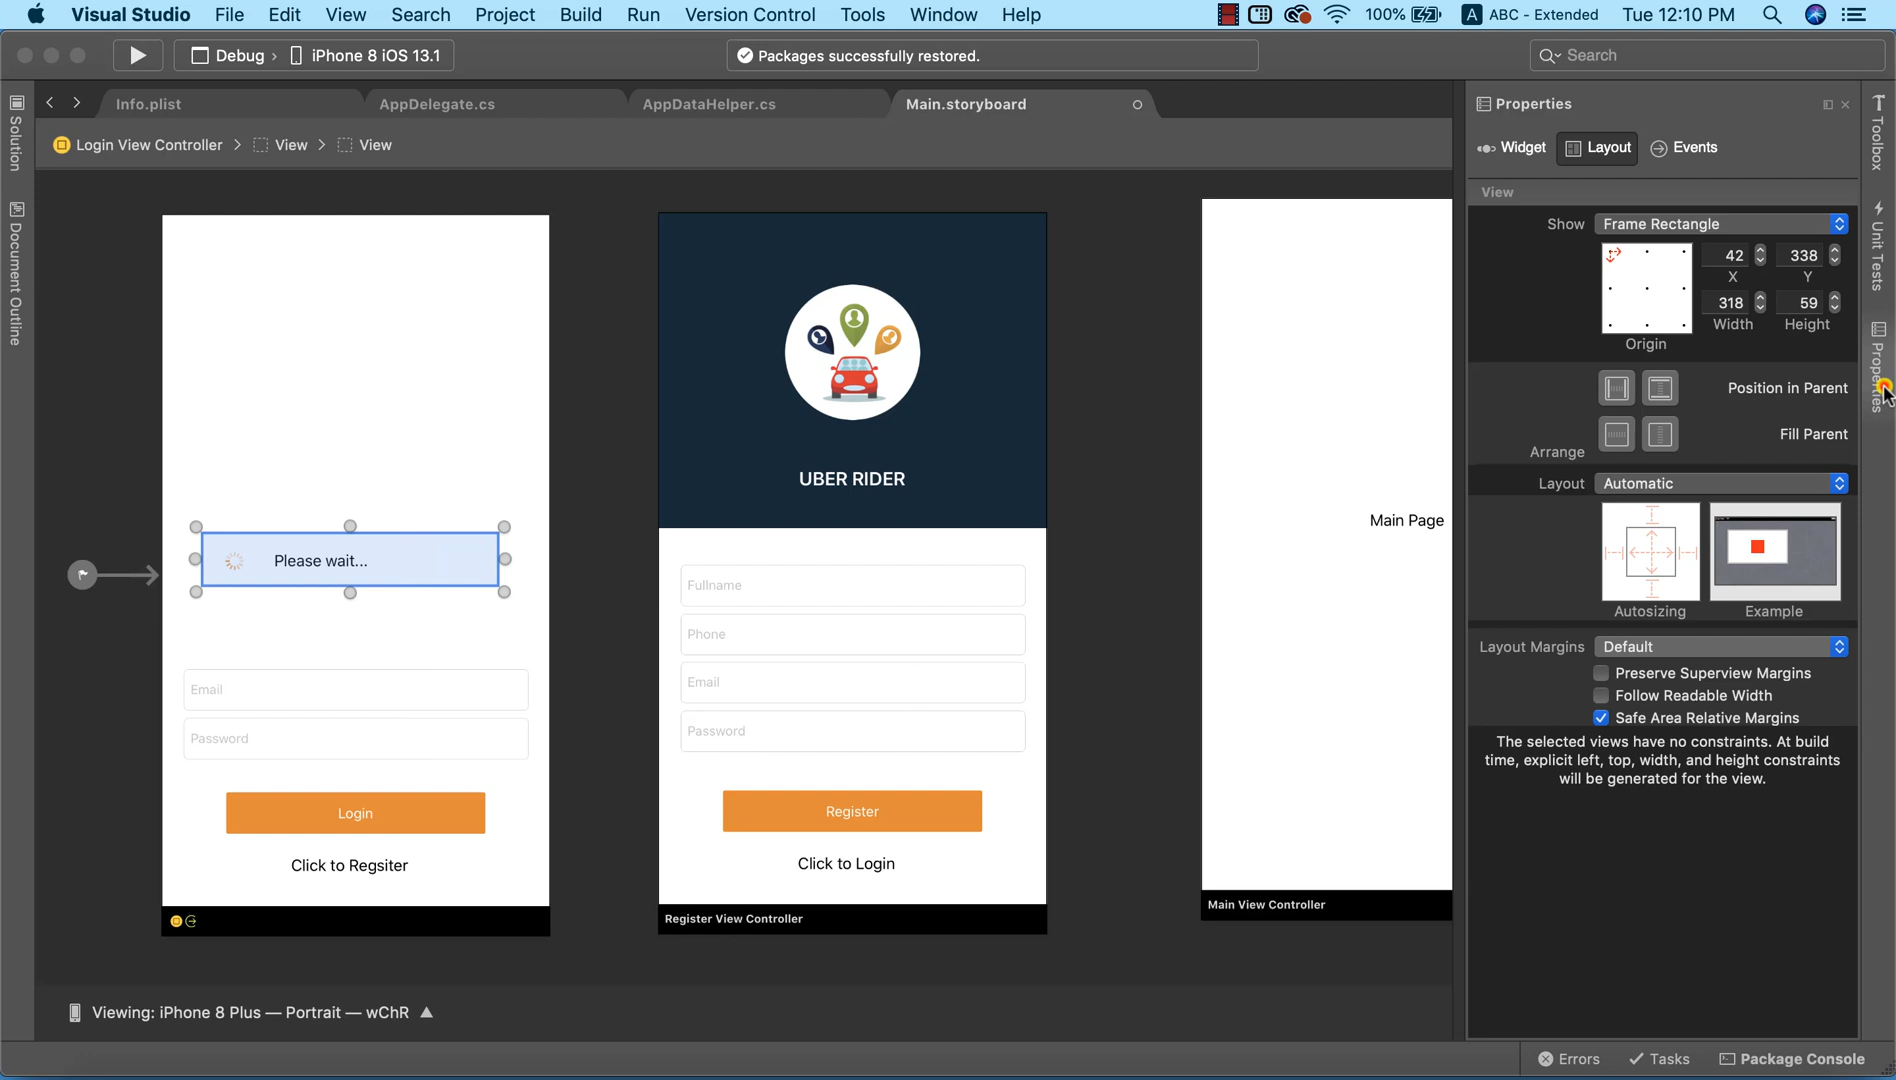 Visual Studio File Edit View Search Project Build Run Version Control Tools Window Help
100% A ABC - Extended Tue 12:10 PM
Debug › iPhone 8 iOS 13.1
Packages successfully restored.
Search
Solution
Document Outline
Info.plist
AppDelegate.cs
AppDataHelper.cs
Main.storyboard
Login View Controller > View > View
Please wait...
Email
Password
Login
Click to Regsiter
UBER RIDER
Fullname
Phone
Email
Password
Register
Click to Login
Register View Controller
Main Page
Main View Controller
Viewing: iPhone 8 Plus — Portrait — wChR
Properties
Widget Layout Events
View
Show Frame Rectangle
42 338
X Y
318 59
Width Height
Origin
Position in Parent
Fill Parent
Arrange
Layout Automatic
Autosizing Example
Layout Margins Default
Preserve Superview Margins
Follow Readable Width
Safe Area Relative Margins
The selected views have no constraints. At build
time, explicit left, top, width, and height constraints
will be generated for the view.
Toolbox
Unit Tests
Properties
Errors Tasks Package Console